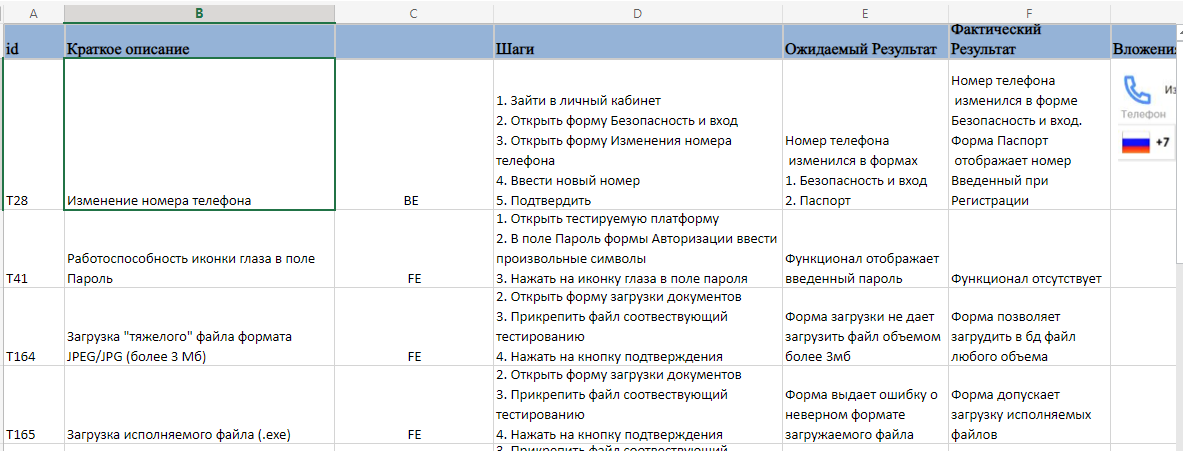 A B C D E F
id Краткое описание Шаги Ожидаемый Результат Фактический
Результат Вложения
1. Зайти в личный кабинет
2. Открыть форму Безопасность и вход
3. Открыть форму Изменения номера
телефона
4. Ввести новый номер
5. Подтвердить
Номер телефона
изменился в формах
1. Безопасность и вход
2. Паспорт
Номер телефона
изменился в форме
Безопасность и вход.
Форма Паспорт
отображает номер
Введенный при
Регистрации
Телефон
+7
T28 Изменение номера телефона BE
1. Открыть тестируемую платформу
2. В поле Пароль формы Авторизации ввести
произвольные символы
3. Нажать на иконку глаза в поле пароля
Работоспособность иконки глаза в поле
Пароль
Функционал отображает
введенный пароль
Функционал отсутствует
T41 FE
2. Открыть форму загрузки документов
3. Прикрепить файл соотвествующий
тестированию
4. Нажать на кнопку подтверждения
Загрузка "тяжелого" файла формата
JPEG/JPG (более 3 Мб)
Форма загрузки не дает
загрузить файл объемом
более 3мб
Форма позволяет
загрудить в бд файл
любого объема
T164 FE
2. Открыть форму загрузки документов
3. Прикрепить файл соотвествующий
тестированию
4. Нажать на кнопку подтверждения
Форма выдает ошибку о
неверном формате
загружаемого файла
Форма допускает
загрузку исполняемых
файлов
T165 Загрузка исполняемого файла (.exe) FE
3. Прикрепить файл соотвествующий